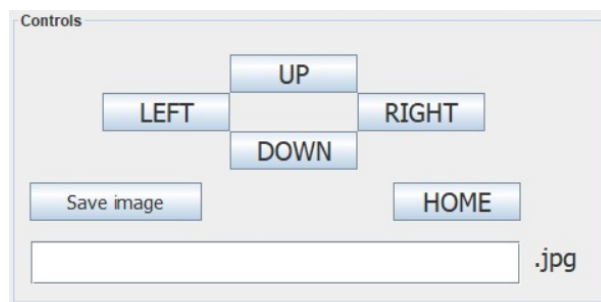 Controls
UP
LEFT RIGHT
DOWN
Save image HOME
.jpg